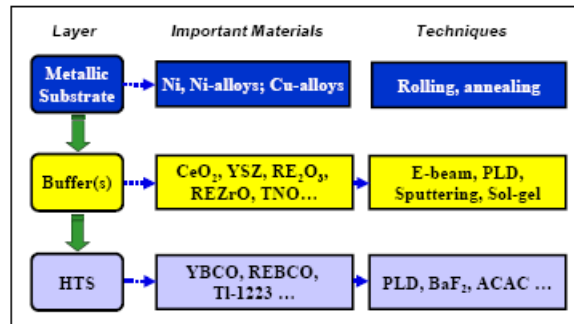 Layer Important Materials Techniques
Metallic
Substrate
Ni, Ni-alloys; Cu-alloys
Rolling, annealing
Buffer(s)
CeO₂, YSZ, RE₂O₃,
REZrO, TNO…
E-beam, PLD,
Sputtering, Sol-gel
HTS
YBCO, REBCO,
Tl-1223 …
PLD, BaF₂, ACAC …